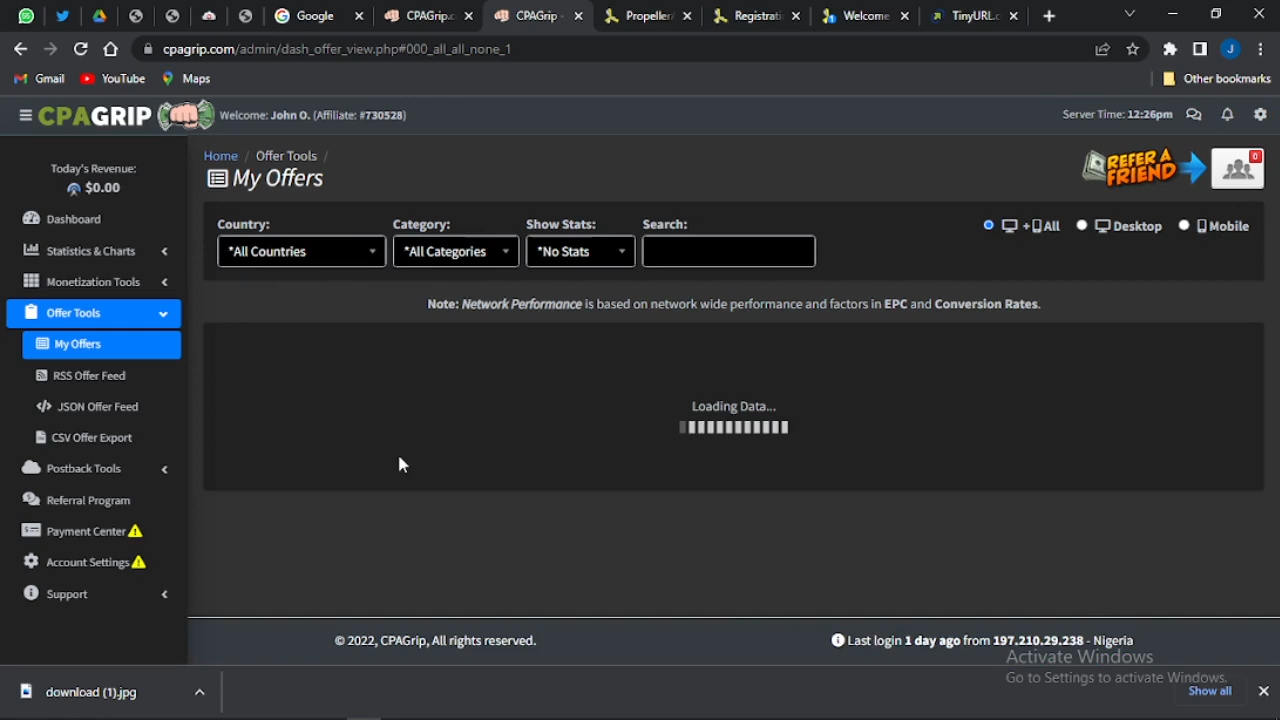 Google
CPAGrip.c
CPAGrip -
Propeller
Registrati
Welcome
TinyURL.c
cpagrip.com/admin/dash_offer_view.php#000_all_all_none_1
J
Gmail
YouTube
Maps
Other bookmarks
CPAGRIP
Welcome: John O. (Affiliate: #730528)
Server Time: 12:26pm
Today's Revenue:
$0.00
Dashboard
Statistics & Charts
Monetization Tools
Offer Tools
My Offers
RSS Offer Feed
JSON Offer Feed
CSV Offer Export
Postback Tools
Referral Program
Payment Center
Account Settings
Support
Home / Offer Tools /
My Offers
REFER A
FRIEND
0
Country:
Category:
Show Stats:
Search:
*All Countries
*All Categories
*No Stats
+ All
Desktop
Mobile
Note: Network Performance is based on network wide performance and factors in EPC and Conversion Rates.
Loading Data...
© 2022, CPAGrip, All rights reserved.
Last login 1 day ago from 197.210.29.238 - Nigeria
Activate Windows
Go to Settings to activate Windows.
download (1).jpg
Show all